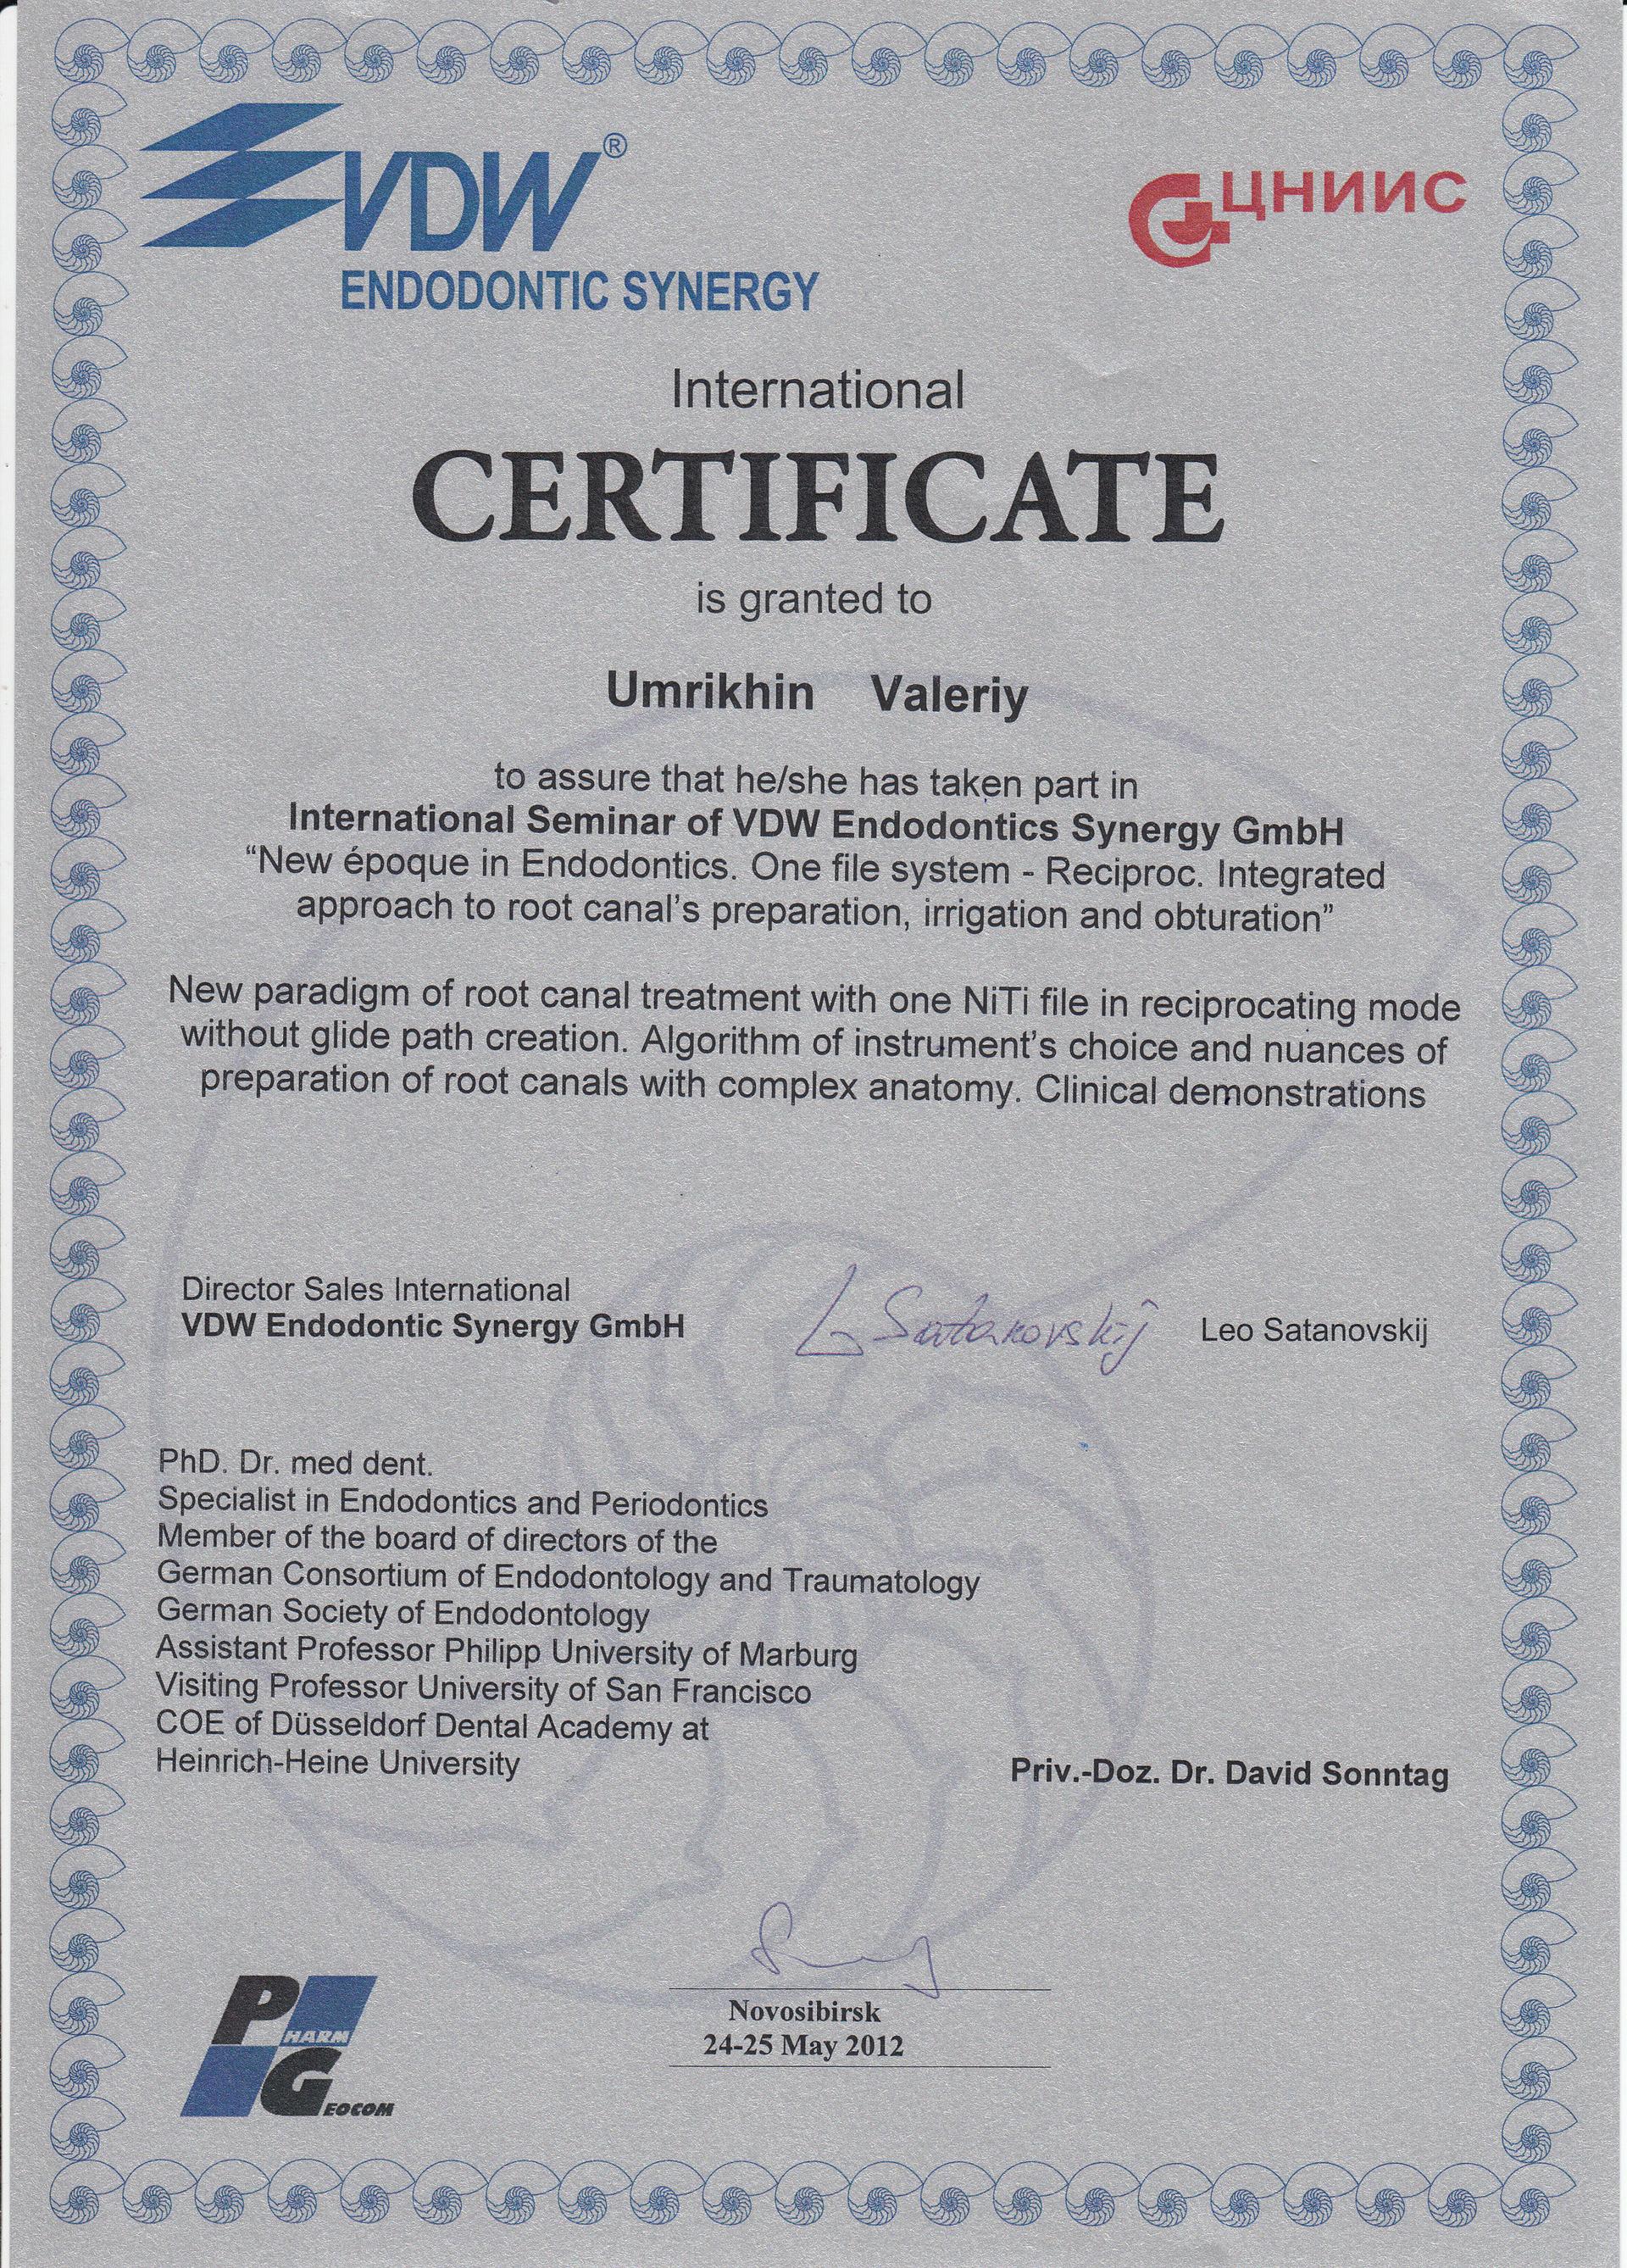 VDW®
ENDODONTIC SYNERGY
ЦНИИС
International
CERTIFICATE
is granted to
Umrikhin Valeriy
to assure that he/she has taken part in
International Seminar of VDW Endodontics Synergy GmbH
“New époque in Endodontics. One file system - Reciproc. Integrated
approach to root canal’s preparation, irrigation and obturation”
New paradigm of root canal treatment with one NiTi file in reciprocating mode
without glide path creation. Algorithm of instrument’s choice and nuances of
preparation of root canals with complex anatomy. Clinical demonstrations
Director Sales International
VDW Endodontic Synergy GmbH
L Satanovskij
Leo Satanovskij
PhD. Dr. med dent.
Specialist in Endodontics and Periodontics
Member of the board of directors of the
German Consortium of Endodontology and Traumatology
German Society of Endodontology
Assistant Professor Philipp University of Marburg
Visiting Professor University of San Francisco
COE of Düsseldorf Dental Academy at
Heinrich-Heine University
Priv.-Doz. Dr. David Sonntag
Novosibirsk
24-25 May 2012
PHARM
GEOCOM